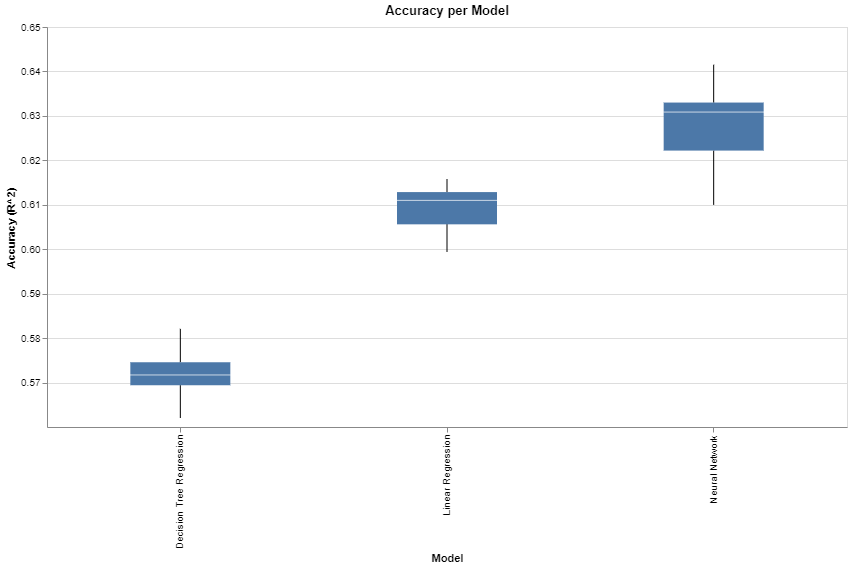 Accuracy per Model
Accuracy (R^2)
0.65
0.64
0.63
0.62
0.61
0.60
0.59
0.58
0.57
Decision Tree Regression
Linear Regression
Neural Network
Model